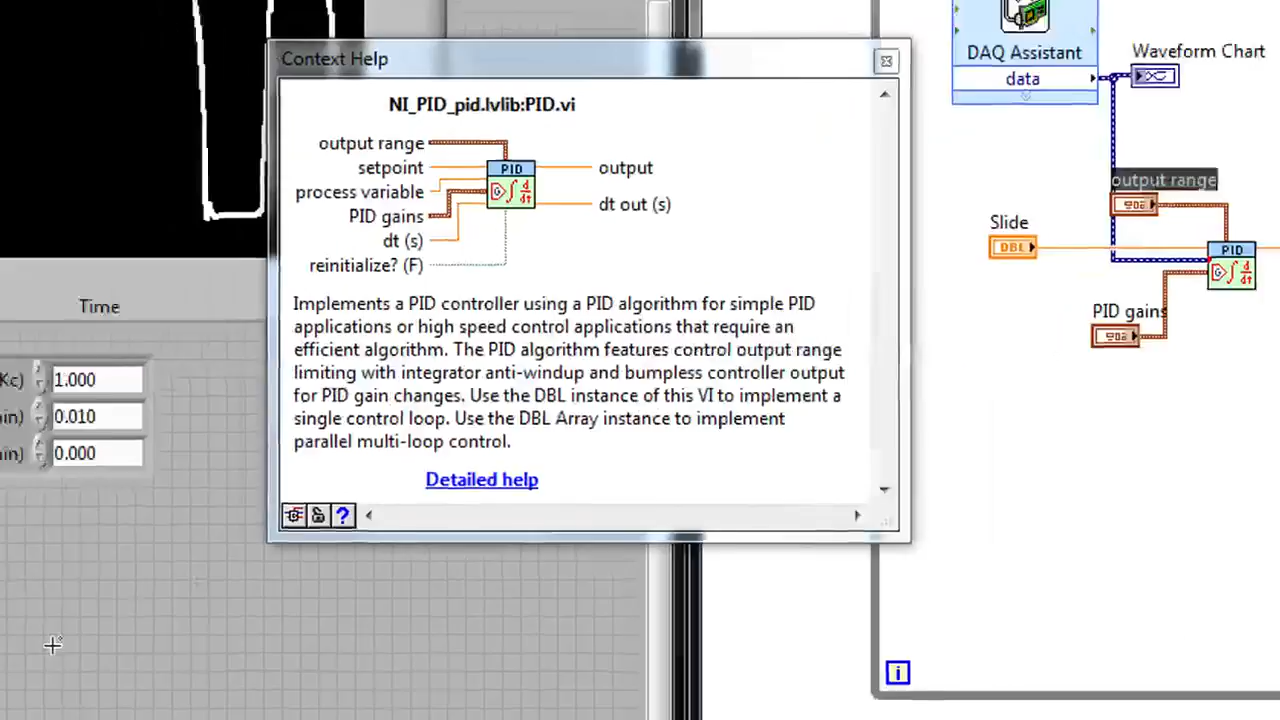 Context Help
NI_PID_pid.lvlib:PID.vi
output range
setpoint
process variable
PID gains
dt (s)
reinitialize? (F)
PID
output
dt out (s)
Implements a PID controller using a PID algorithm for simple PID
applications or high speed control applications that require an
efficient algorithm. The PID algorithm features control output range
limiting with integrator anti-windup and bumpless controller output
for PID gain changes. Use the DBL instance of this VI to implement a
single control loop. Use the DBL Array instance to implement
parallel multi-loop control.
Detailed help
?
Time
Kc) 1.000
in) 0.010
in) 0.000
DAQ Assistant
data
Waveform Chart
output range
Slide
DBL
PID
PID gains
i